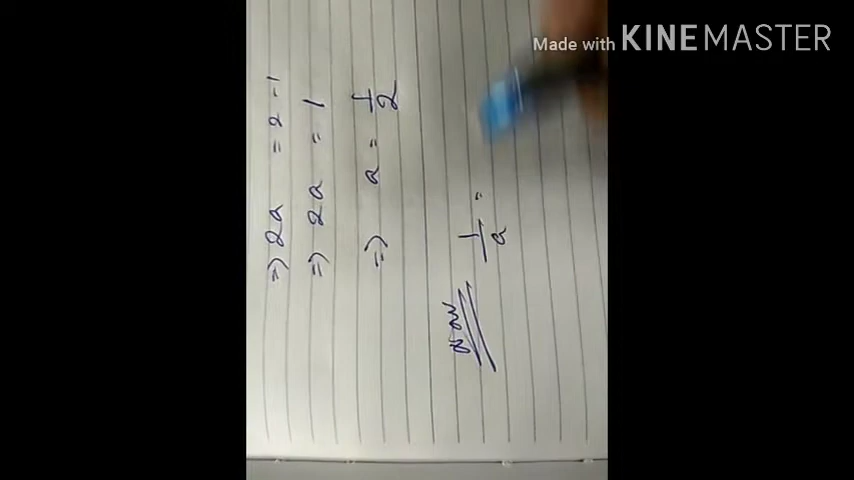 Made with KINEMASTER
=> 2a = 2-1
=> 2a = 1
=> a = 1/2
Now
1/a =